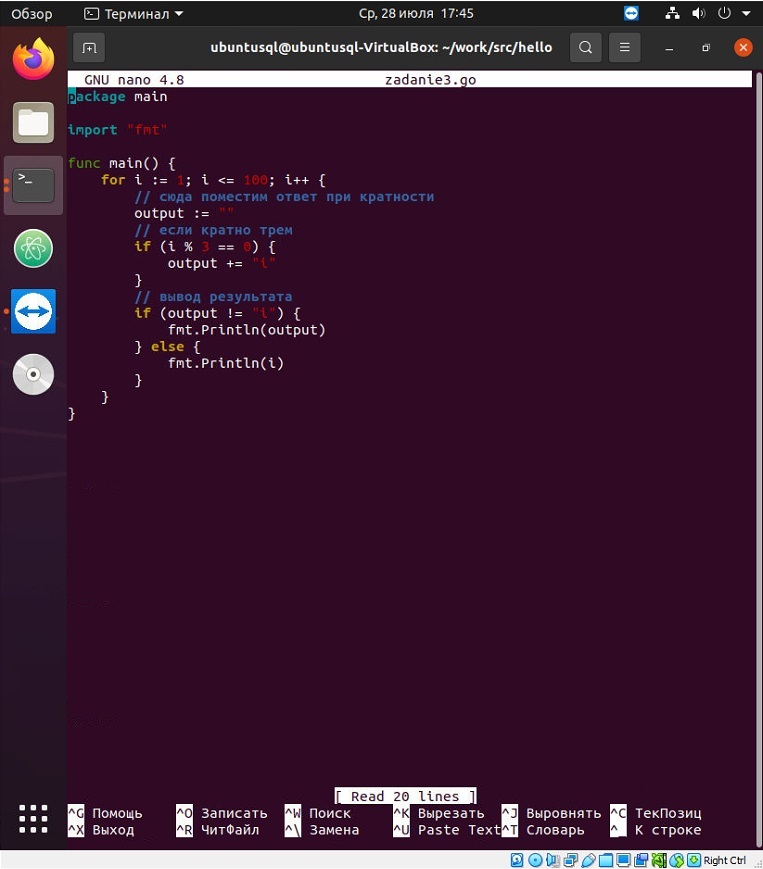 Обзор Терминал Ср, 28 июля 17:45
ubuntusql@ubuntusql-VirtualBox: ~/work/src/hello
GNU nano 4.8 zadanie3.go
package main
import "fmt"
func main() {
for i := 1; i <= 100; i++ {
// сюда поместим ответ при кратности
output := ""
// если кратно трем
if (i % 3 == 0) {
output += "i"
}
// вывод результата
if (output != "i") {
fmt.Println(output)
} else {
fmt.Println(i)
}
}
}
[ Read 20 lines ]
^G Помощь ^O Записать ^W Поиск ^K Вырезать ^J Выровнять ^C ТекПозиц
^X Выход ^R ЧитФайл ^\ Замена ^U Paste Text ^T Словарь ^_ К строке
Right Ctrl